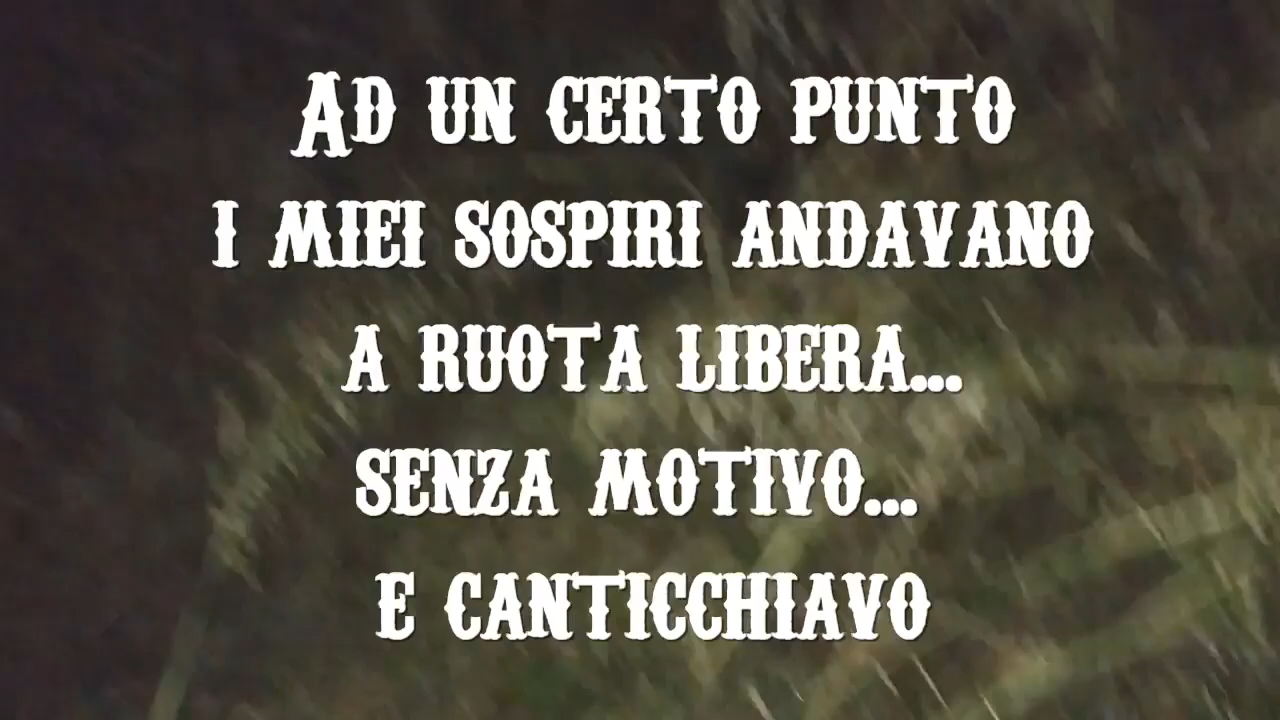 Ad un certo punto
i miei sospiri andavano
a ruota libera...
senza motivo...
e canticchiavo